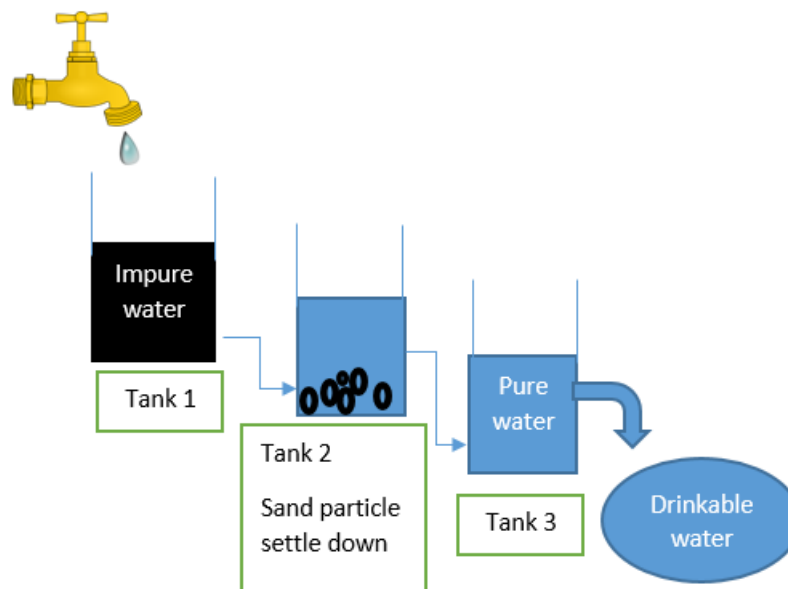 Impure
water
Tank 1
Tank 2
Sand particle
settle down
Pure
water
Tank 3
Drinkable
water